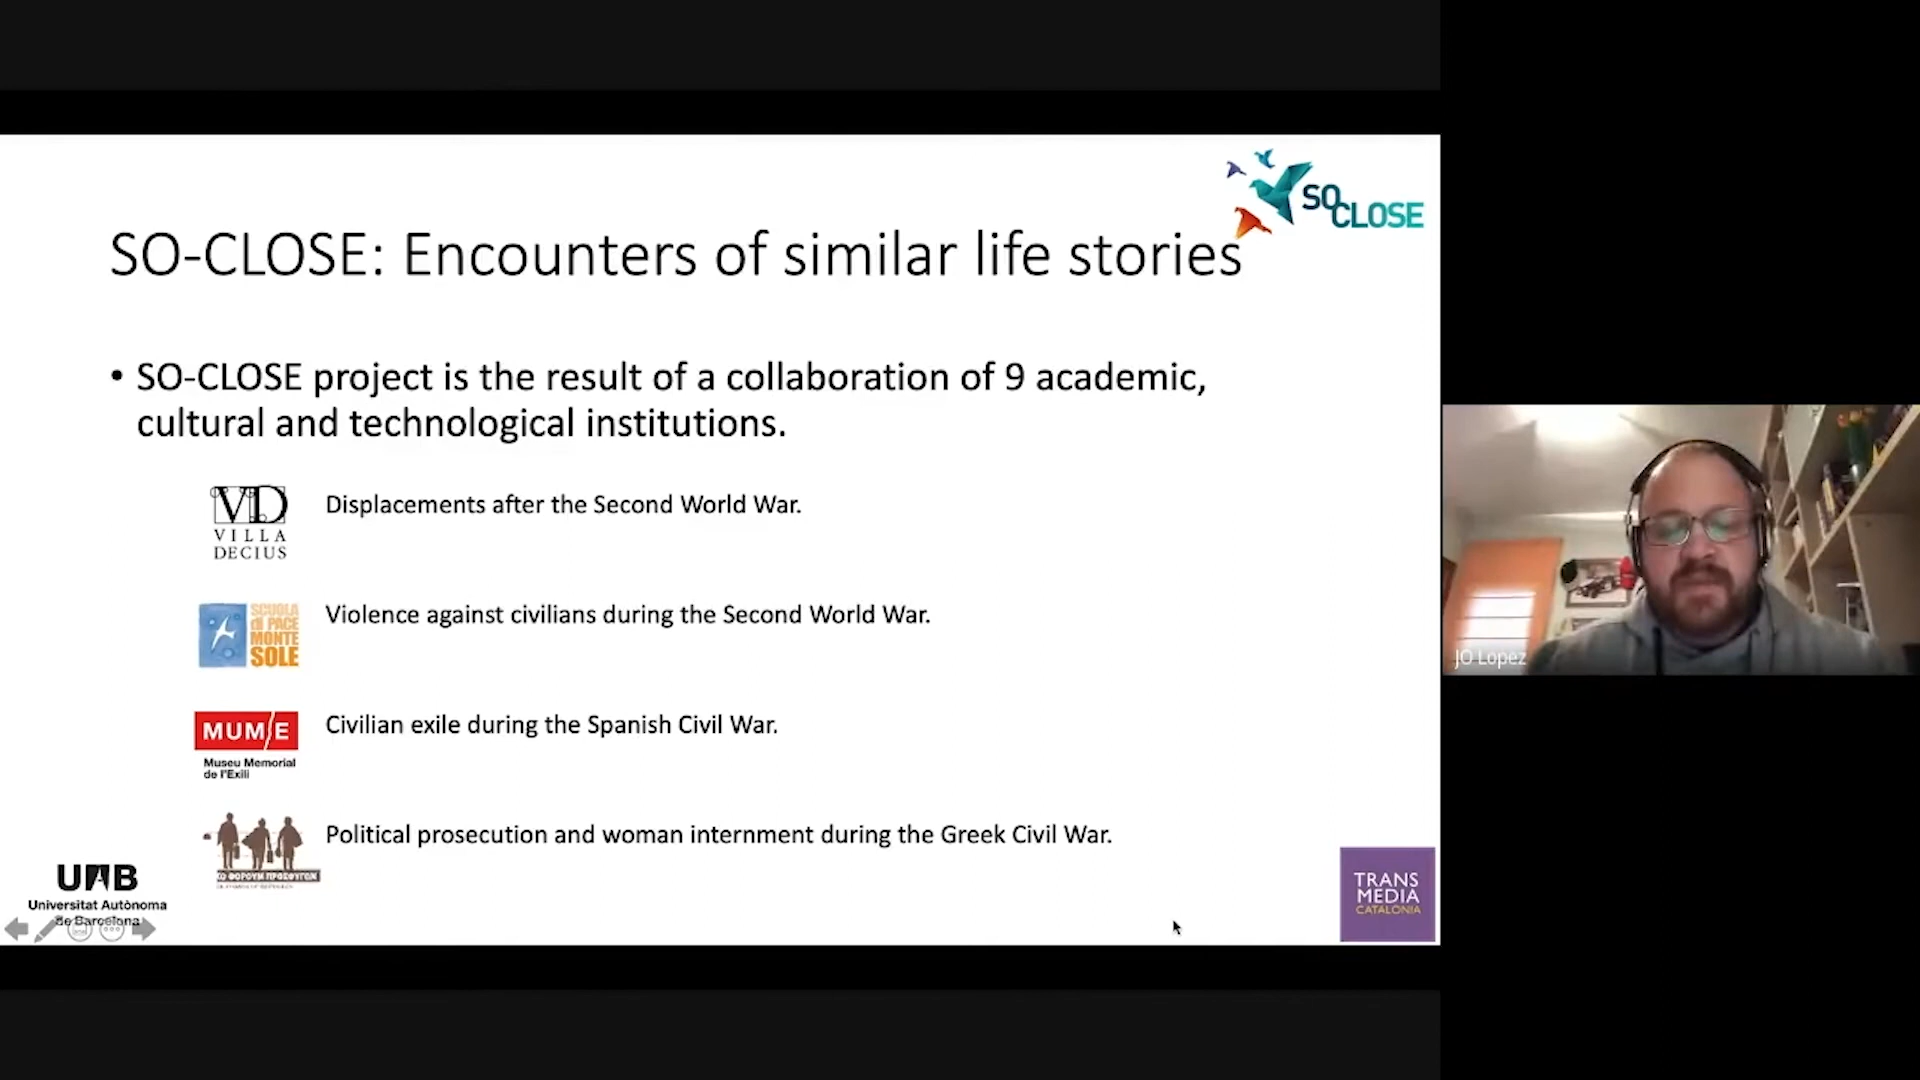 SO
CLOSE
SO-CLOSE: Encounters of similar life stories
• SO-CLOSE project is the result of a collaboration of 9 academic,
cultural and technological institutions.
VD
VILLA
DECIUS
Displacements after the Second World War.
SCUOLA
di PACE
MONTE
SOLE
Violence against civilians during the Second World War.
MUM/E
Museu Memorial
de l'Exili
Civilian exile during the Spanish Civil War.
ΦΟΡΟΥΜ ΠΡΟΣΦΥΓΩΝ
Political prosecution and woman internment during the Greek Civil War.
UAB
Universitat Autònoma
de Barcelona
TRANS
MEDIA
CATALONIA
JO Lopez